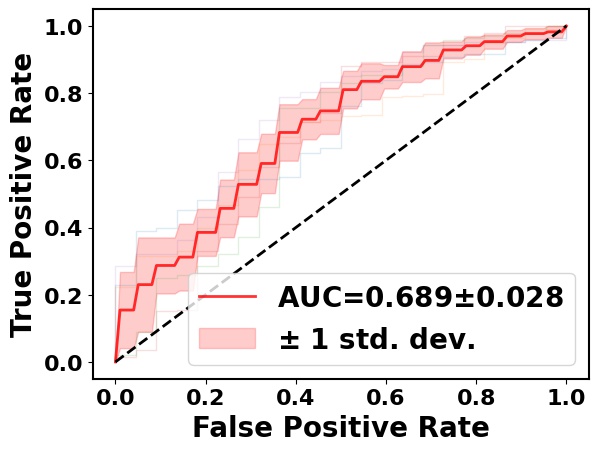 True Positive Rate
1.0
0.8
0.6
0.4
0.2
0.0
AUC=0.689±0.028
± 1 std. dev.
0.0 0.2 0.4 0.6 0.8 1.0
False Positive Rate